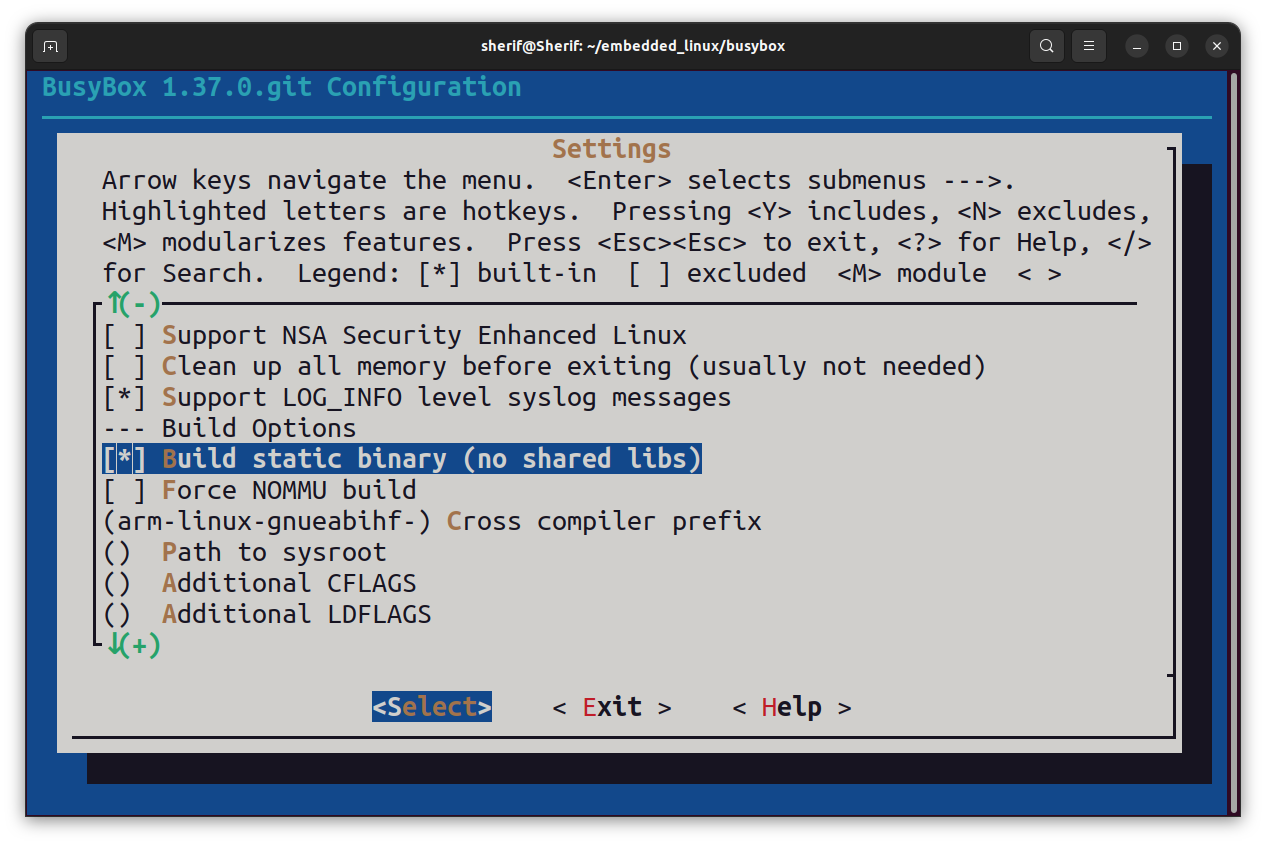 sherif@Sherif: ~/embedded_linux/busybox
BusyBox 1.37.0.git Configuration
Settings
Arrow keys navigate the menu.  <Enter> selects submenus --->.
Highlighted letters are hotkeys.  Pressing <Y> includes, <N> excludes,
<M> modularizes features.  Press <Esc><Esc> to exit, <?> for Help, </>
for Search.  Legend: [*] built-in  [ ] excluded  <M> module  < >
↑(-)
[ ] Support NSA Security Enhanced Linux
[ ] Clean up all memory before exiting (usually not needed)
[*] Support LOG_INFO level syslog messages
--- Build Options
[*] Build static binary (no shared libs)
[ ] Force NOMMU build
(arm-linux-gnueabihf-) Cross compiler prefix
()  Path to sysroot
()  Additional CFLAGS
()  Additional LDFLAGS
↓(+)
<Select>    < Exit >    < Help >